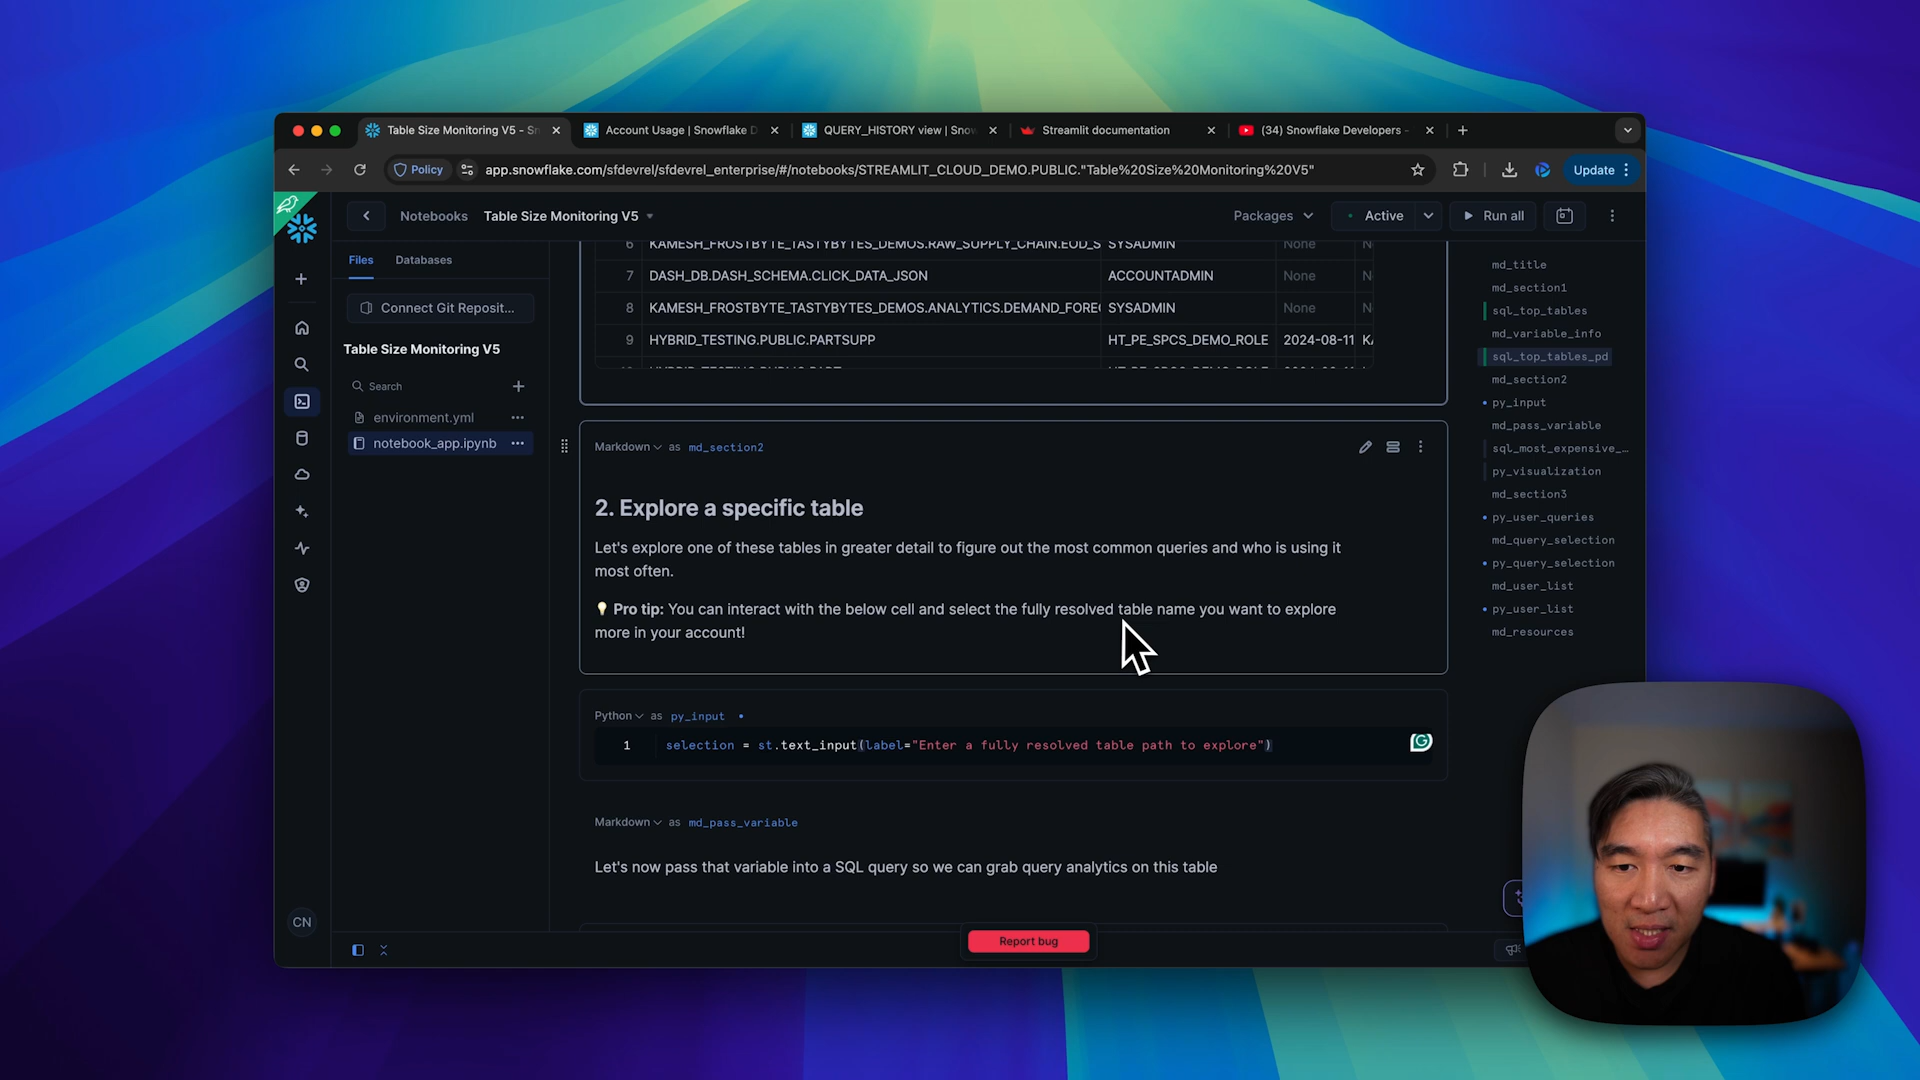 Table Size Monitoring V5 - Sn
Account Usage | Snowflake D
QUERY_HISTORY view | Snow
Streamlit documentation
(34) Snowflake Developers -
Policy
app.snowflake.com/sfdevrel/sfdevrel_enterprise/#/notebooks/STREAMLIT_CLOUD_DEMO.PUBLIC."Table%20Size%20Monitoring%20V5"
Update
Notebooks
Table Size Monitoring V5
Packages
Active
Run all
Files
Databases
Connect Git Reposit...
Table Size Monitoring V5
Search
environment.yml
notebook_app.ipynb
CN
6 KAMESH_FROSTBYTE_TASTYBYTES_DEMOS.RAW_SUPPLY_CHAIN.EOD_S SYSADMIN None N
7 DASH_DB.DASH_SCHEMA.CLICK_DATA_JSON ACCOUNTADMIN None N
8 KAMESH_FROSTBYTE_TASTYBYTES_DEMOS.ANALYTICS.DEMAND_FOREC SYSADMIN None N
9 HYBRID_TESTING.PUBLIC.PARTSUPP HT_PE_SPCS_DEMO_ROLE 2024-08-11 KA
Markdown as md_section2
2. Explore a specific table
Let's explore one of these tables in greater detail to figure out the most common queries and who is using it
most often.
💡 Pro tip: You can interact with the below cell and select the fully resolved table name you want to explore
more in your account!
Python as py_input
1 selection = st.text_input(label="Enter a fully resolved table path to explore")
Markdown as md_pass_variable
Let's now pass that variable into a SQL query so we can grab query analytics on this table
Report bug
md_title
md_section1
sql_top_tables
md_variable_info
sql_top_tables_pd
md_section2
py_input
md_pass_variable
sql_most_expensive_...
py_visualization
md_section3
py_user_queries
md_query_selection
py_query_selection
md_user_list
py_user_list
md_resources